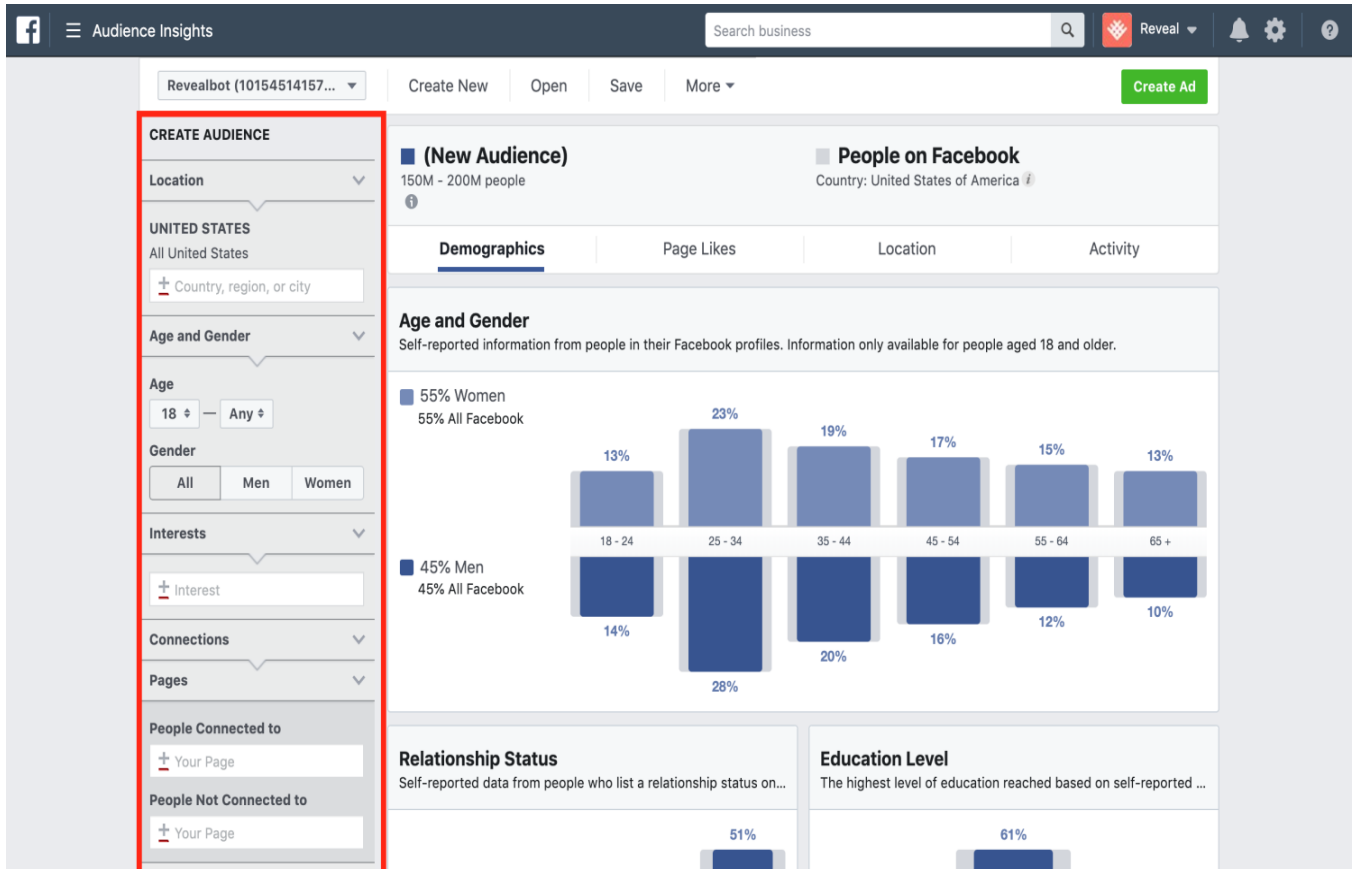 Audience Insights
Search business
Reveal
Revealbot (10154514157...
Create New
Open
Save
More
Create Ad
CREATE AUDIENCE
Location
UNITED STATES
All United States
Country, region, or city
Age and Gender
Age
18 — Any
Gender
All
Men
Women
Interests
Interest
Connections
Pages
People Connected to
Your Page
People Not Connected to
Your Page
(New Audience)
150M - 200M people
People on Facebook
Country: United States of America
Demographics
Page Likes
Location
Activity
Age and Gender
Self-reported information from people in their Facebook profiles. Information only available for people aged 18 and older.
55% Women
55% All Facebook
13%
23%
19%
17%
15%
13%
18 - 24
25 - 34
35 - 44
45 - 54
55 - 64
65 +
45% Men
45% All Facebook
14%
28%
20%
16%
12%
10%
Relationship Status
Self-reported data from people who list a relationship status on...
51%
Education Level
The highest level of education reached based on self-reported ...
61%